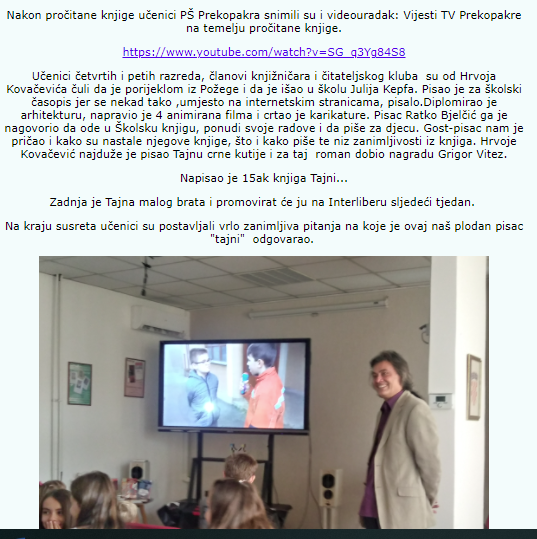 Nakon pročitane knjige učenici PŠ Prekopakra snimili su i videouradak: Vijesti TV Prekopakre
na temelju pročitane knjige.
https://www.youtube.com/watch?v=SG_q3Yg84S8
Učenici četvrtih i petih razreda, članovi knjižničara i čitateljskog kluba  su od Hrvoja
Kovačevića čuli da je porijeklom iz Požege i da je išao u školu Julija Kepfa. Pisao je za školski
časopis jer se nekad tako ,umjesto na internetskim stranicama, pisalo.Diplomirao je
arhitekturu, napravio je 4 animirana filma i crtao je karikature. Pisac Ratko Bjelčić ga je
nagovorio da ode u Školsku knjigu, ponudi svoje radove i da piše za djecu. Gost-pisac nam je
pričao i kako su nastale njegove knjige, što i kako piše te niz zanimljivosti iz knjiga. Hrvoje
Kovačević najduže je pisao Tajnu crne kutije i za taj  roman dobio nagradu Grigor Vitez.
Napisao je 15ak knjiga Tajni...
Zadnja je Tajna malog brata i promovirat će ju na Interliberu sljedeći tjedan.
Na kraju susreta učenici su postavljali vrlo zanimljiva pitanja na koje je ovaj naš plodan pisac
"tajni"  odgovarao.